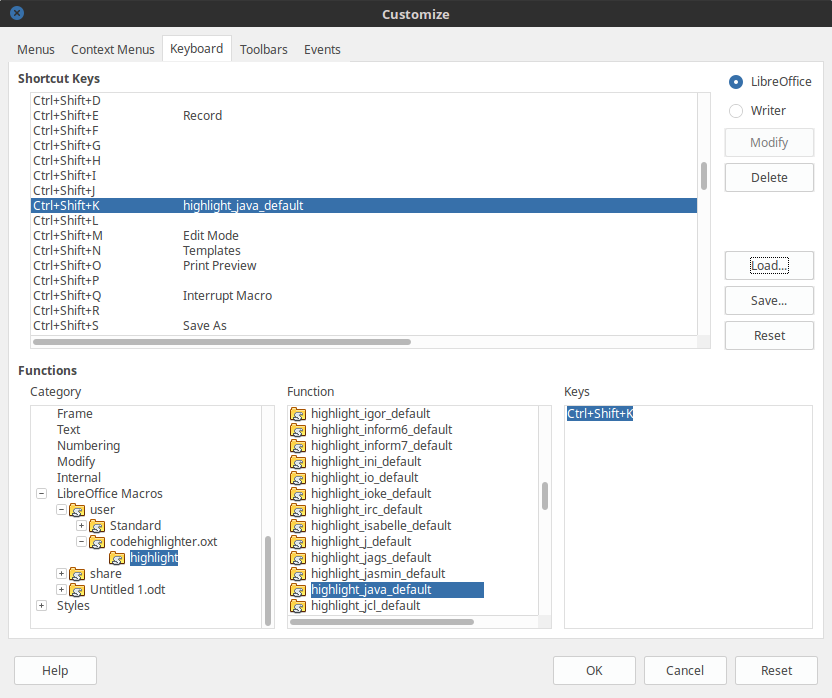 Customize
Menus Context Menus Keyboard Toolbars Events
Shortcut Keys
Ctrl+Shift+D
Ctrl+Shift+E Record
Ctrl+Shift+F
Ctrl+Shift+G
Ctrl+Shift+H
Ctrl+Shift+I
Ctrl+Shift+J
Ctrl+Shift+K highlight_java_default
Ctrl+Shift+L
Ctrl+Shift+M Edit Mode
Ctrl+Shift+N Templates
Ctrl+Shift+O Print Preview
Ctrl+Shift+P
Ctrl+Shift+Q Interrupt Macro
Ctrl+Shift+R
Ctrl+Shift+S Save As
LibreOffice
Writer
Modify
Delete
Load...
Save...
Reset
Functions
Category
Frame
Text
Numbering
Modify
Internal
LibreOffice Macros
user
Standard
codehighlighter.oxt
highlight
share
Untitled 1.odt
Styles
Function
highlight_igor_default
highlight_inform6_default
highlight_inform7_default
highlight_ini_default
highlight_io_default
highlight_ioke_default
highlight_irc_default
highlight_isabelle_default
highlight_j_default
highlight_jags_default
highlight_jasmin_default
highlight_java_default
highlight_jcl_default
Keys
Ctrl+Shift+K
Help OK Cancel Reset